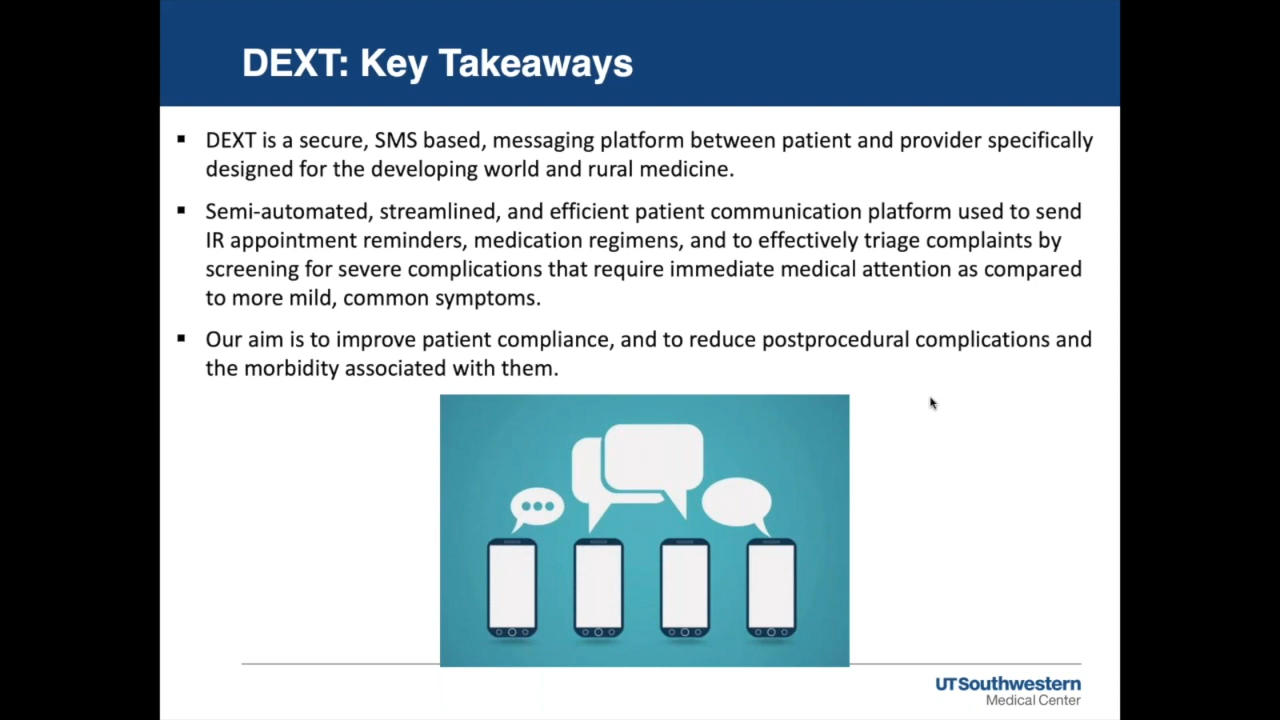 DEXT: Key Takeaways
▪ DEXT is a secure, SMS based, messaging platform between patient and provider specifically
designed for the developing world and rural medicine.
▪ Semi-automated, streamlined, and efficient patient communication platform used to send
IR appointment reminders, medication regimens, and to effectively triage complaints by
screening for severe complications that require immediate medical attention as compared
to more mild, common symptoms.
▪ Our aim is to improve patient compliance, and to reduce postprocedural complications and
the morbidity associated with them.
UTSouthwestern
Medical Center